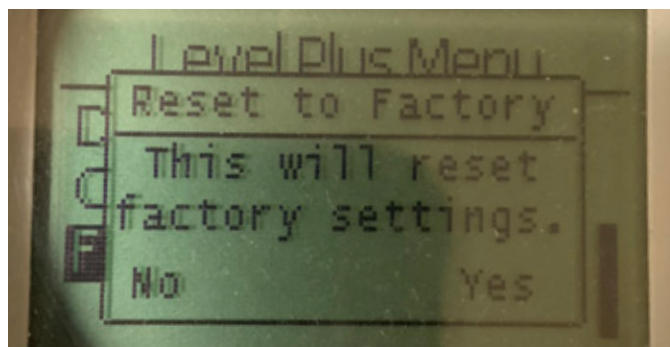 Level Plus Menu
Reset to Factory
This will reset
factory settings.
No Yes